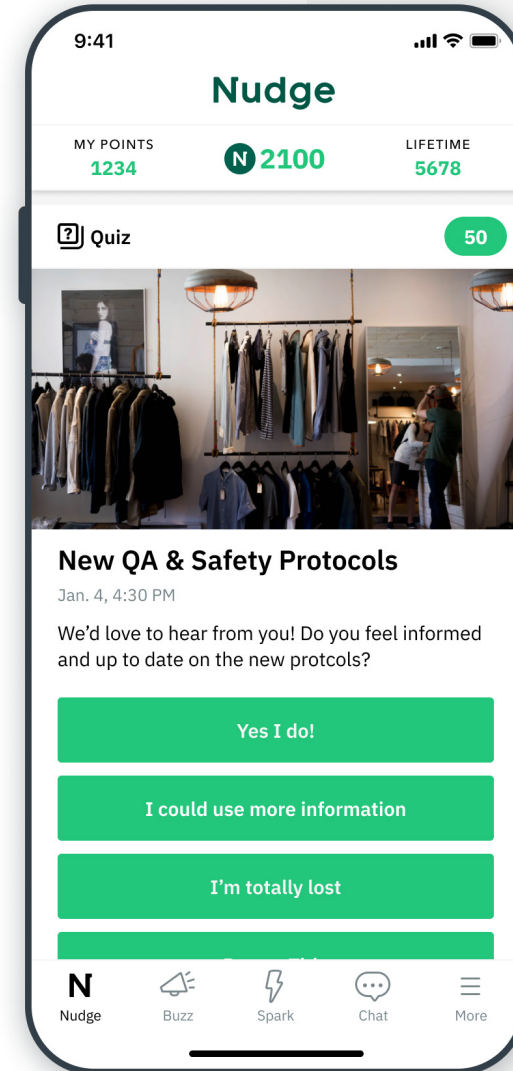 9:41
Nudge
MY POINTS
1234
N 2100
LIFETIME
5678
Quiz
50
New QA & Safety Protocols
Jan. 4, 4:30 PM
We’d love to hear from you! Do you feel informed
and up to date on the new protcols?
Yes I do!
I could use more information
I’m totally lost
N
Nudge
Buzz
Spark
Chat
More